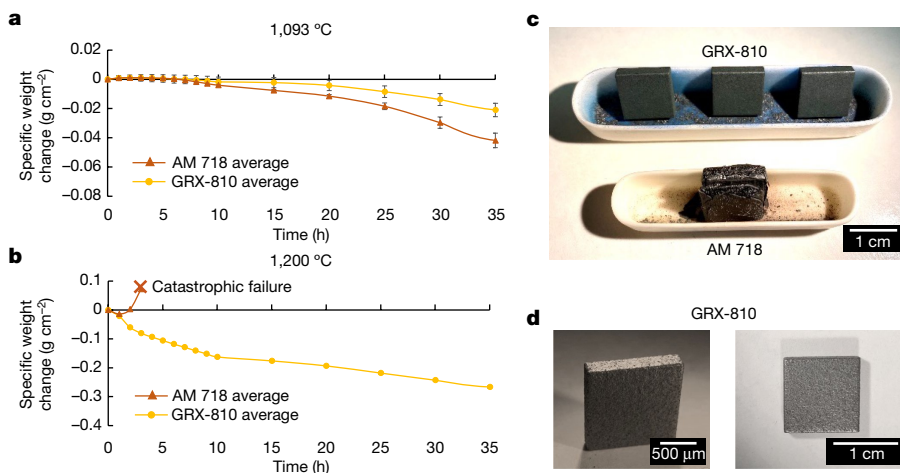 a
1,093 °C
0.02
0
−0.02
−0.04
−0.06
−0.08
Specific weight
change (g cm⁻²)
AM 718 average
GRX-810 average
0 5 10 15 20 25 30 35
Time (h)
b
1,200 °C
0.1
0
−0.1
−0.2
−0.3
−0.4
Specific weight
change (g cm⁻²)
Catastrophic failure
AM 718 average
GRX-810 average
0 5 10 15 20 25 30 35
Time (h)
c
GRX-810
AM 718
1 cm
GRX-810
d
500 μm
1 cm